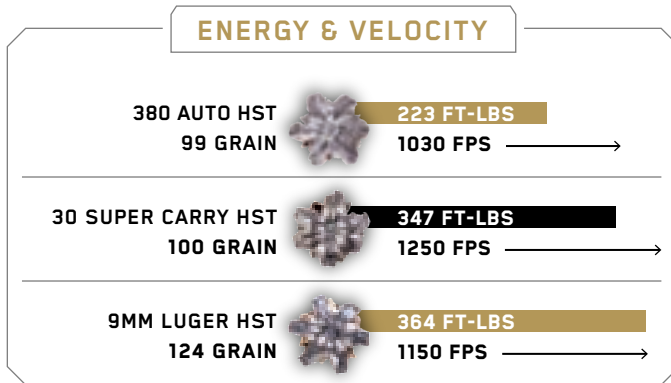 ENERGY & VELOCITY
380 AUTO HST
99 GRAIN
223 FT-LBS
1030 FPS
30 SUPER CARRY HST
100 GRAIN
347 FT-LBS
1250 FPS
9MM LUGER HST
124 GRAIN
364 FT-LBS
1150 FPS